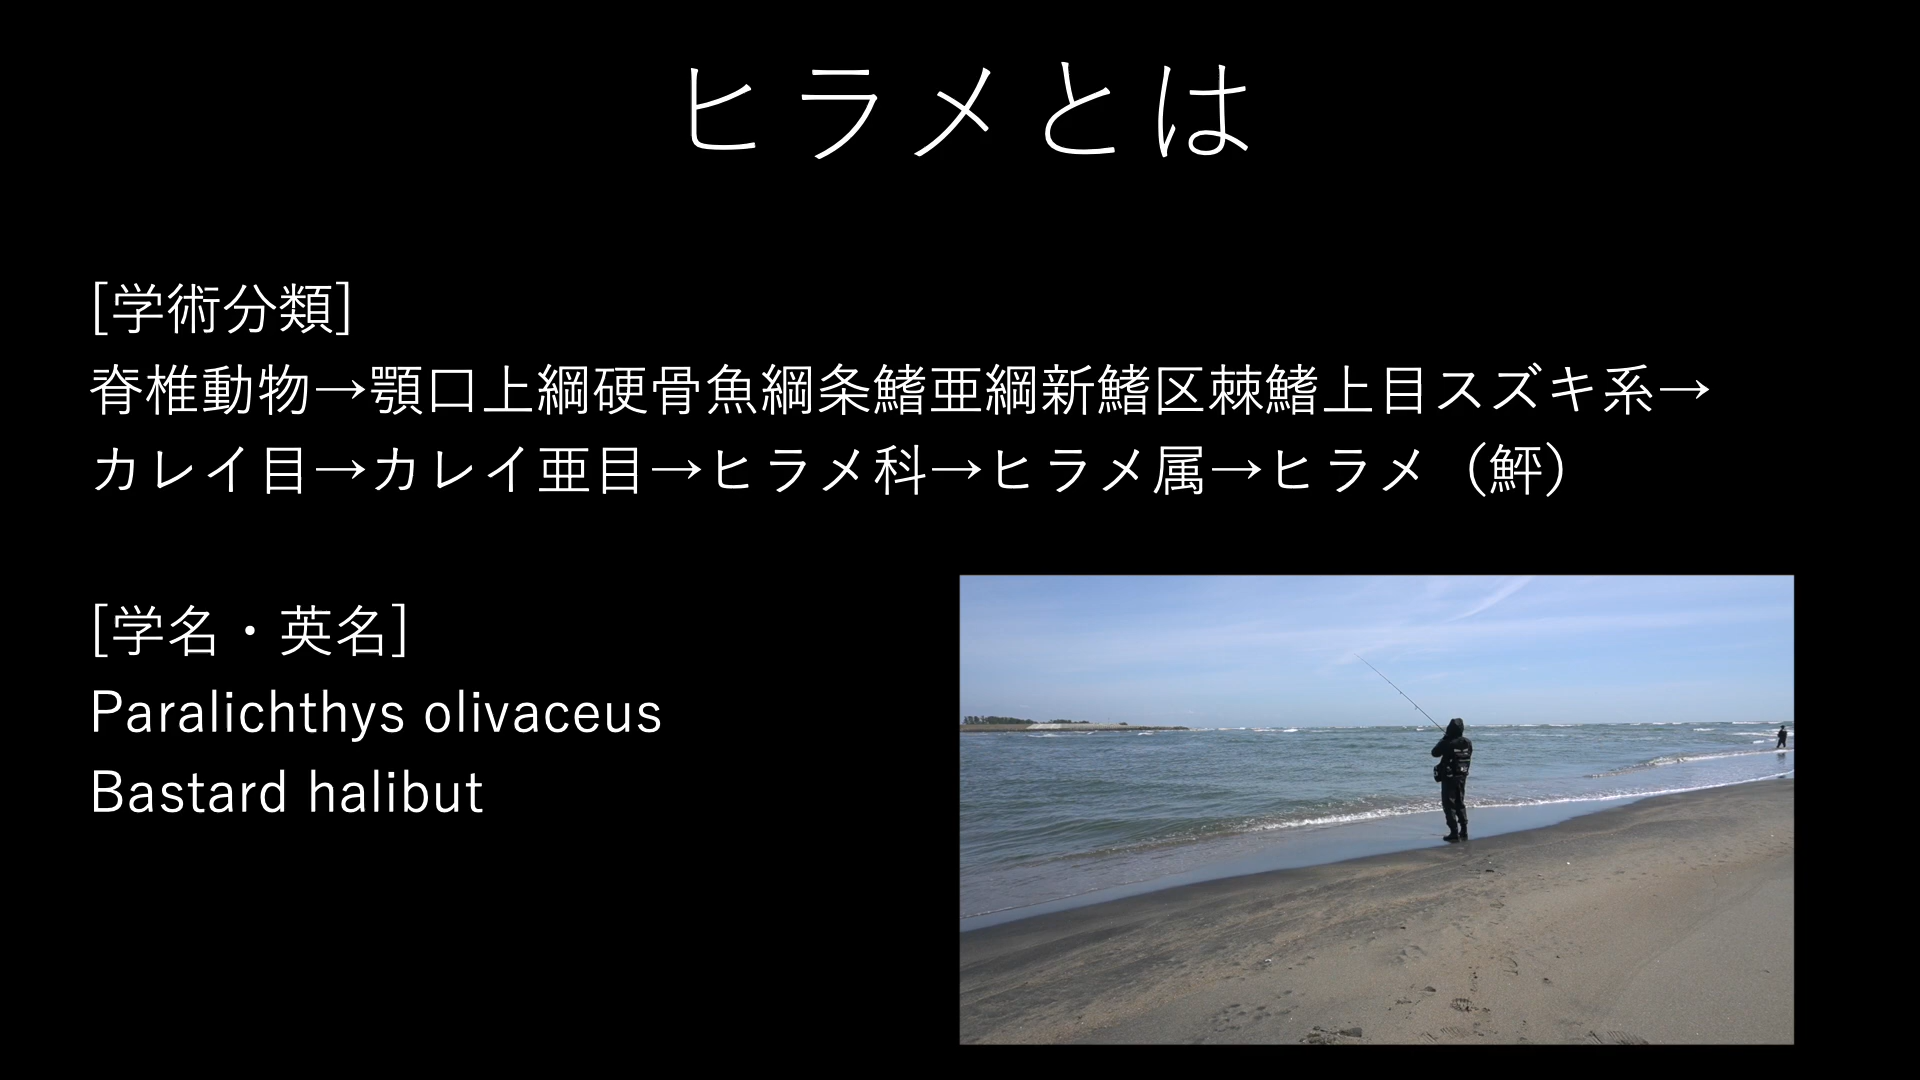 ヒラメとは
[学術分類]
脊椎動物→顎口上綱硬骨魚綱条鰭亜綱新鰭区棘鰭上目スズキ系→
カレイ目→カレイ亜目→ヒラメ科→ヒラメ属→ヒラメ（鮃）
[学名・英名]
Paralichthys olivaceus
Bastard halibut